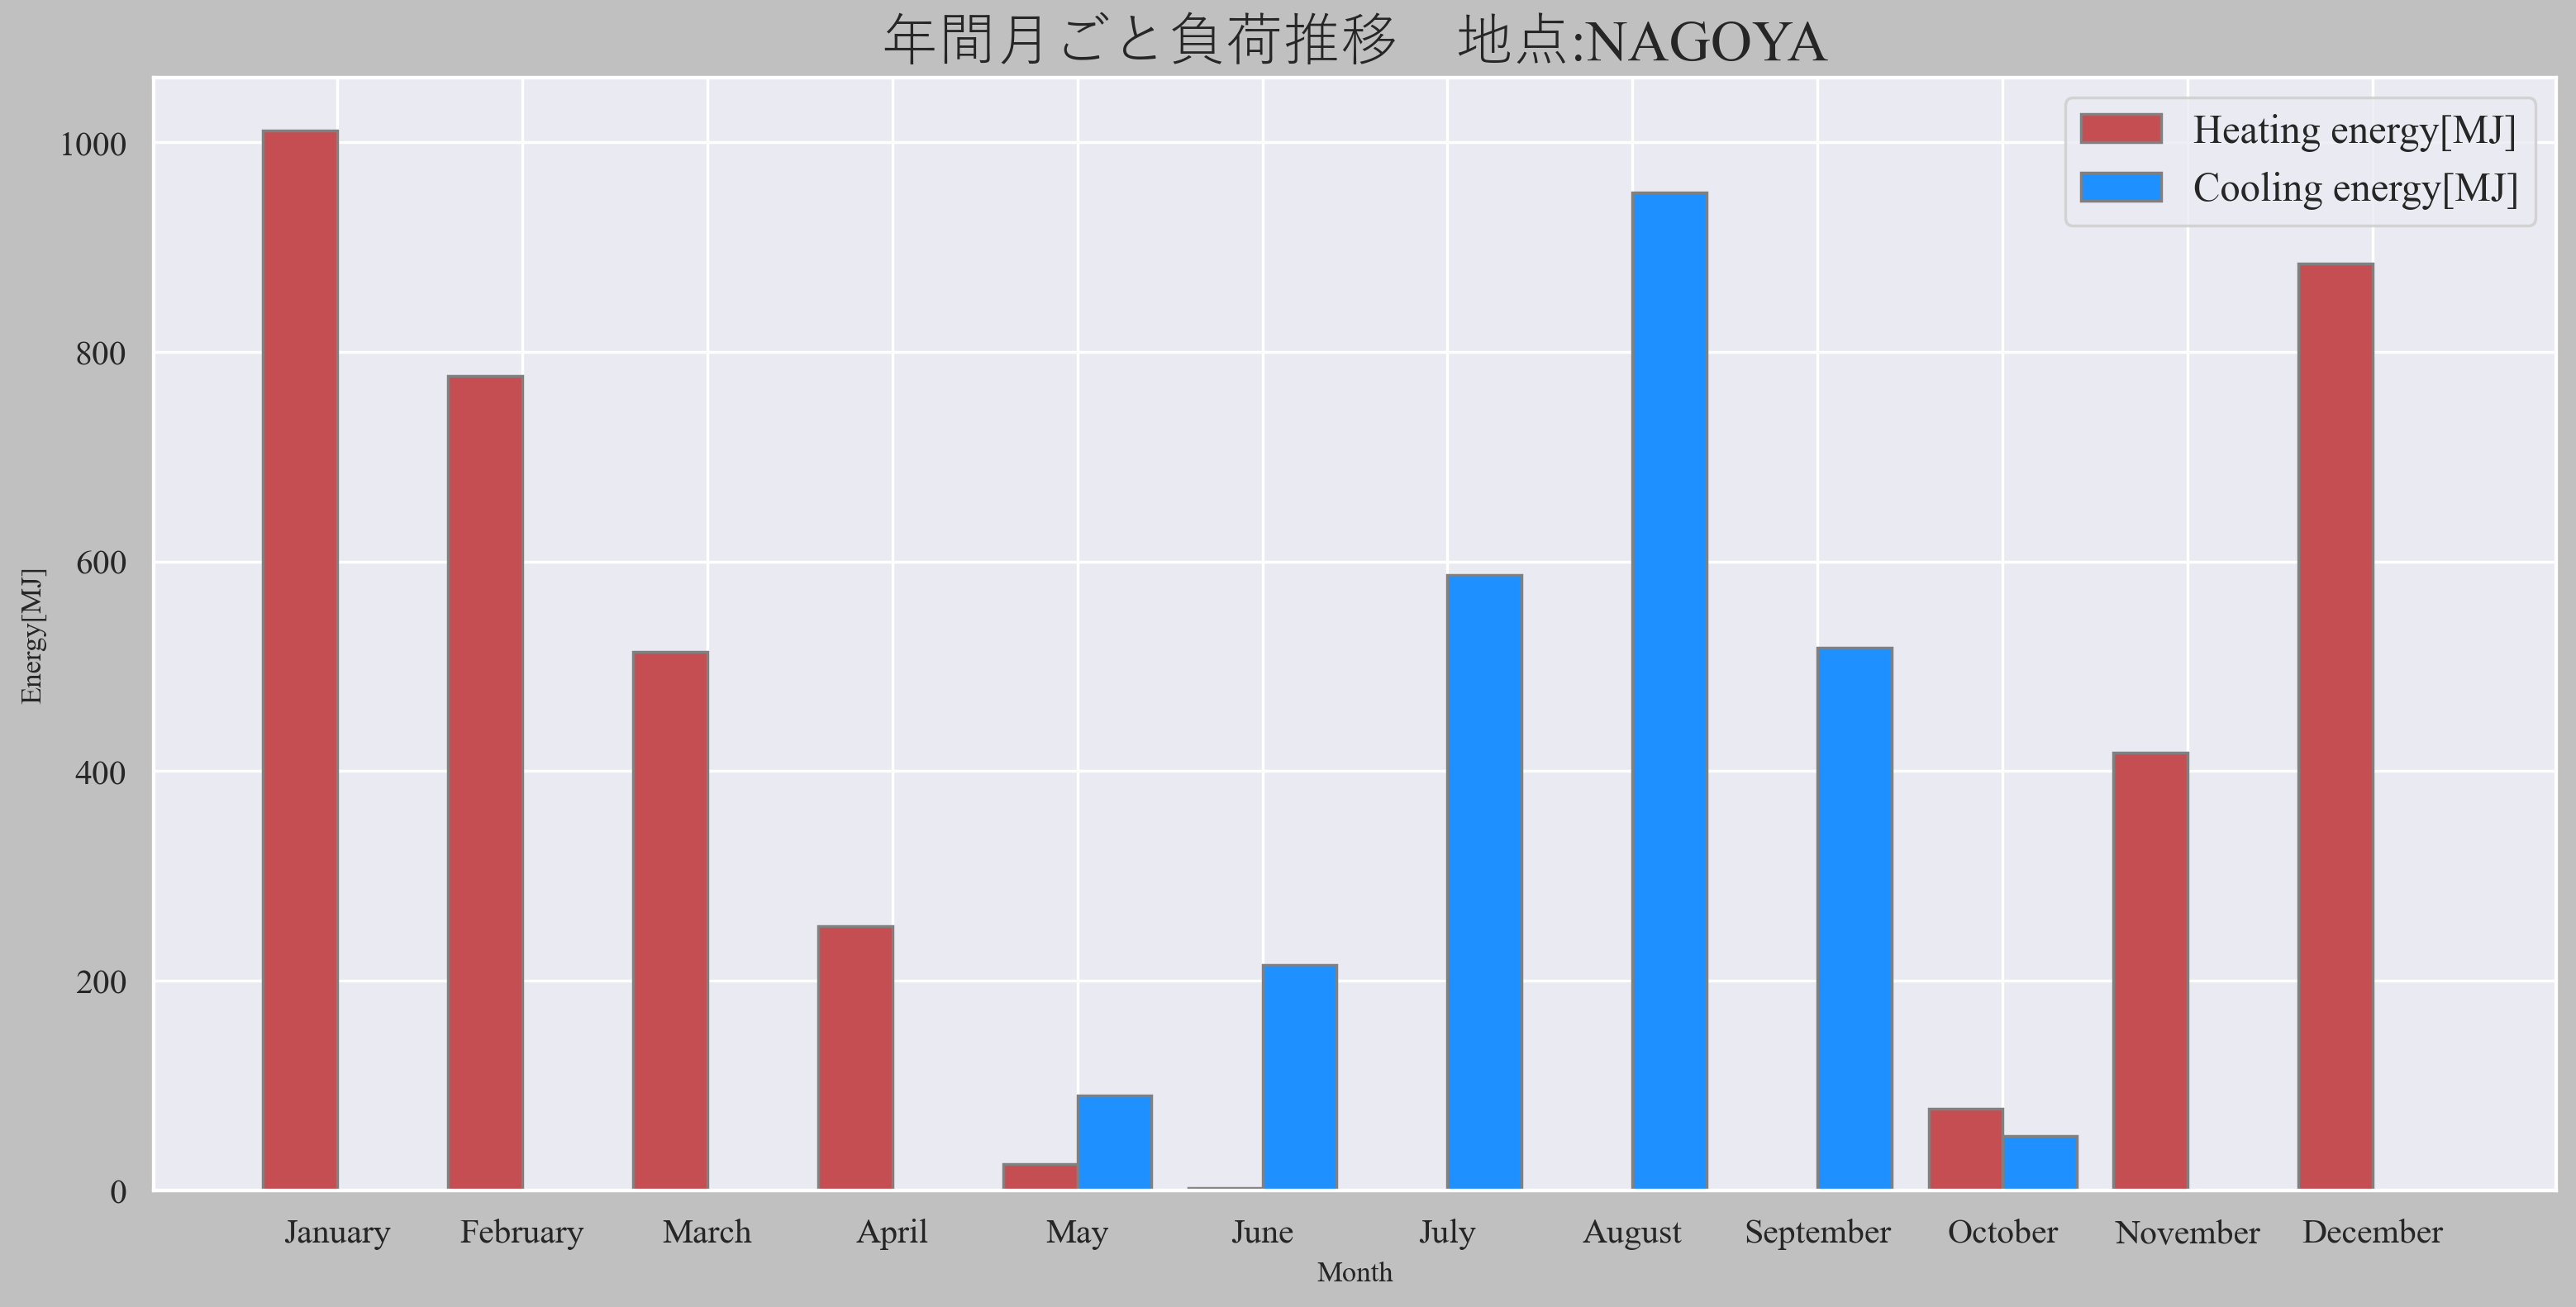 年間月ごと負荷推移　地点:NAGOYA
Heating energy[MJ]
Cooling energy[MJ]
Energy[MJ]
1000
800
600
400
200
0
January February March April May June July August September October November December
Month